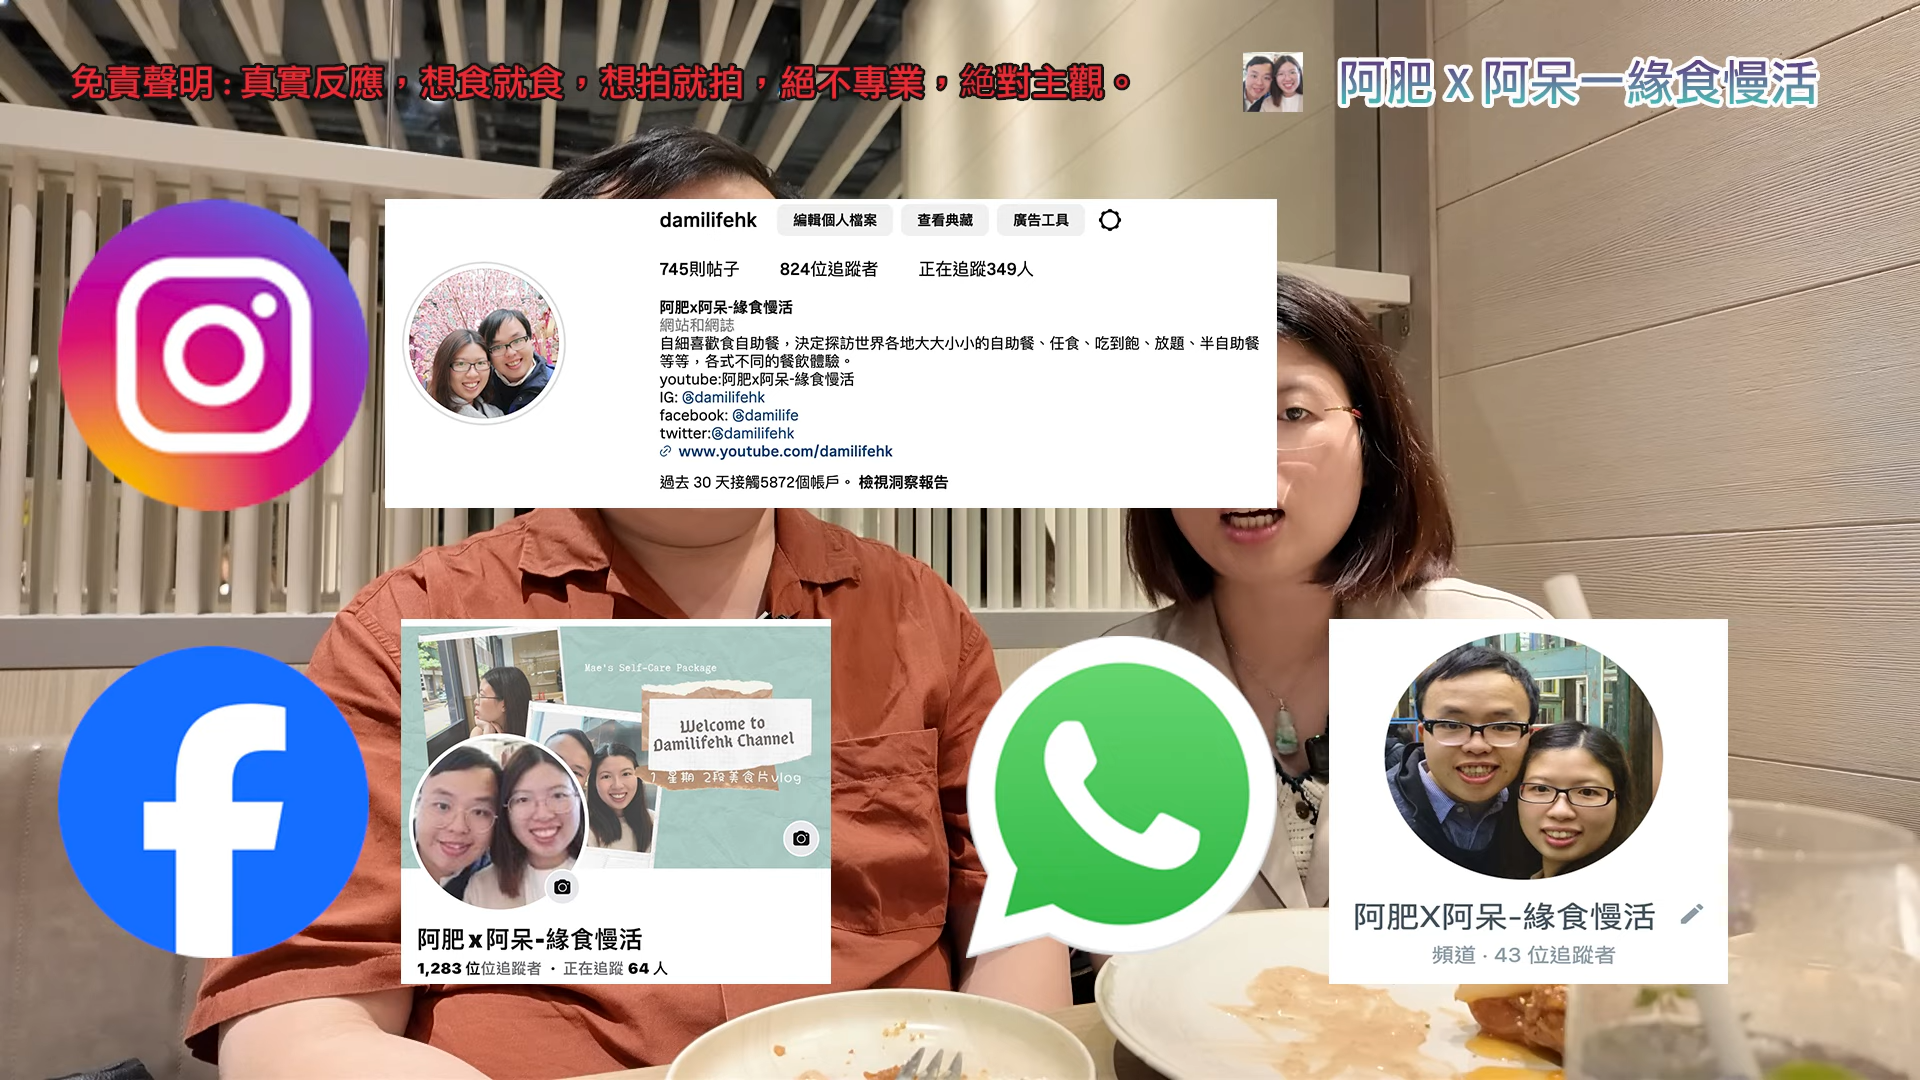 免責聲明 : 真實反應，想食就食，想拍就拍，絕不專業，絶對主觀。
阿肥 x 阿呆一緣食慢活
damilifehk 編輯個人檔案 查看典藏 廣告工具
745則帖子 824位追蹤者 正在追蹤349人
阿肥x阿呆-緣食慢活
網站和網誌
自細喜歡食自助餐，決定探訪世界各地大大小小的自助餐、任食、吃到飽、放題、半自助餐
等等，各式不同的餐飲體驗。
youtube:阿肥x阿呆-緣食慢活
IG: @damilifehk
facebook: @damilife
twitter:@damilifehk
www.youtube.com/damilifehk
過去 30 天接觸5872個帳戶。 檢視洞察報告
Mae's Self-Care Package
Welcome to
Damilifehk Channel
1 星期 2段美食片vlog
阿肥 x 阿呆-緣食慢活
1,283 位位追蹤者 · 正在追蹤 64 人
阿肥X阿呆-緣食慢活
頻道 · 43 位追蹤者